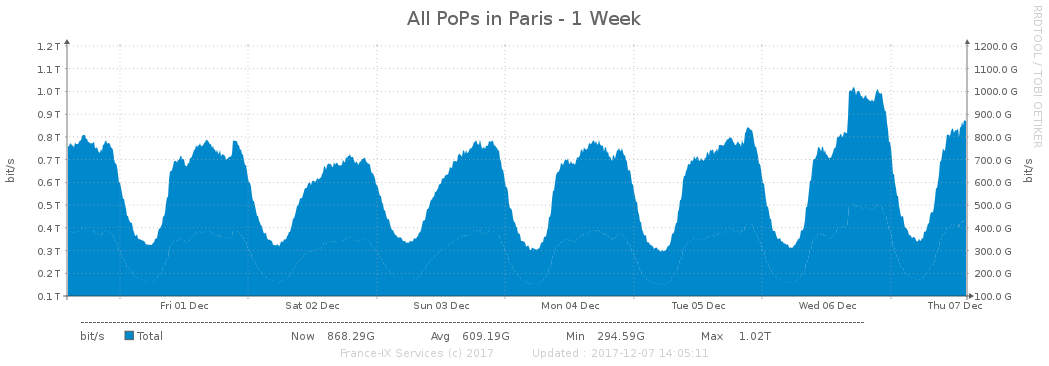 All PoPs in Paris - 1 Week
RRDTOOL / TOBI OETIKER
bit/s
1.2 T
1.1 T
1.0 T
0.9 T
0.8 T
0.7 T
0.6 T
0.5 T
0.4 T
0.3 T
0.2 T
0.1 T
1200.0 G
1100.0 G
1000.0 G
900.0 G
800.0 G
700.0 G
600.0 G
500.0 G
400.0 G
300.0 G
200.0 G
100.0 G
bit/s
Fri 01 Dec Sat 02 Dec Sun 03 Dec Mon 04 Dec Tue 05 Dec Wed 06 Dec Thu 07 Dec
bit/s Total Now 868.29G Avg 609.19G Min 294.59G Max 1.02T
France-IX Services (c) 2017 Updated : 2017-12-07 14:05:11